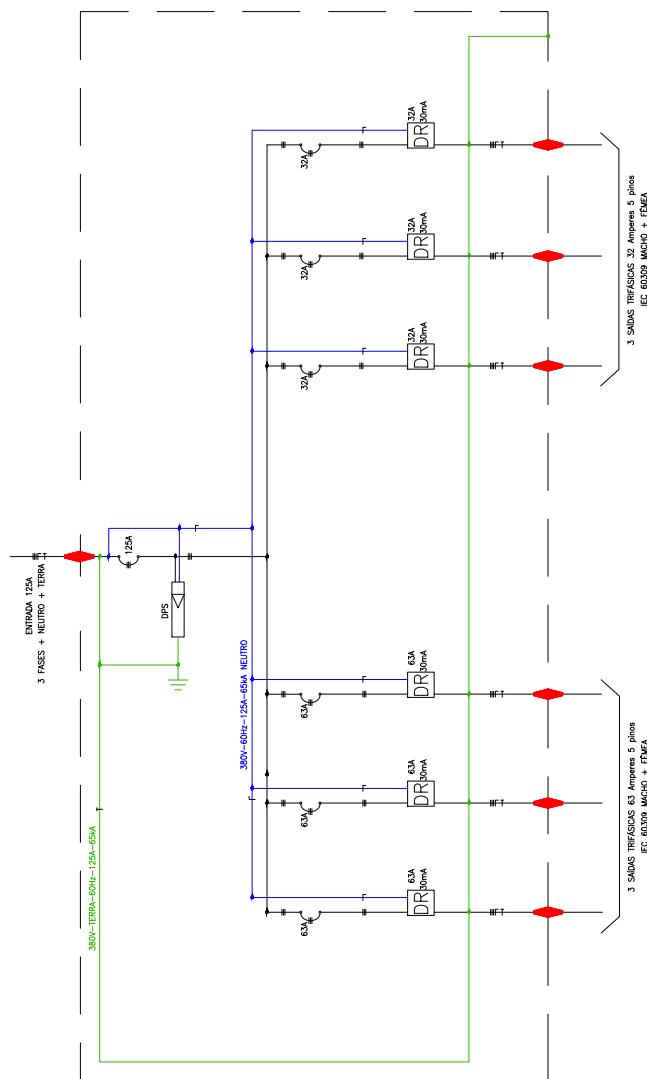 32A
30mA
DR
32A
3 SAÍDAS TRIFÁSICAS 32 Amperes 5 pinos
IEC 60309 MACHO + FÊMEA
32A
30mA
DR
32A
32A
30mA
DR
32A
ENTRADA 125A
3 FASES + NEUTRO + TERRA
125A
DPS
380V-60Hz-125A-65kA NEUTRO
380V-TERRA-60Hz-125A-65kA
63A
30mA
DR
63A
63A
30mA
DR
63A
3 SAÍDAS TRIFÁSICAS 63 Amperes 5 pinos
IEC 60309 MACHO + FÊMEA
63A
30mA
DR
63A